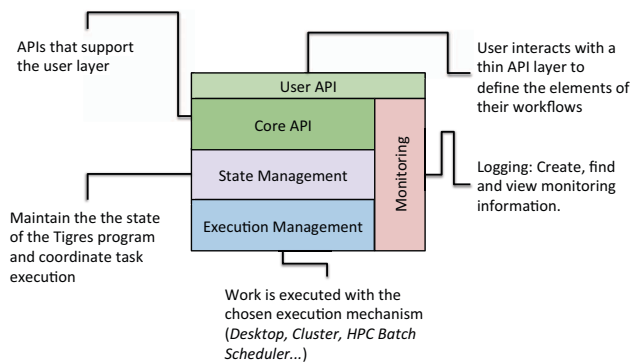 APIs that support
the user layer
User interacts with a
thin API layer to
define the elements of
their workflows
User API
Core API
State Management
Execution Management
Monitoring
Logging: Create, find
and view monitoring
information.
Maintain the the state
of the Tigres program
and coordinate task
execution
Work is executed with the
chosen execution mechanism
(Desktop, Cluster, HPC Batch
Scheduler...)